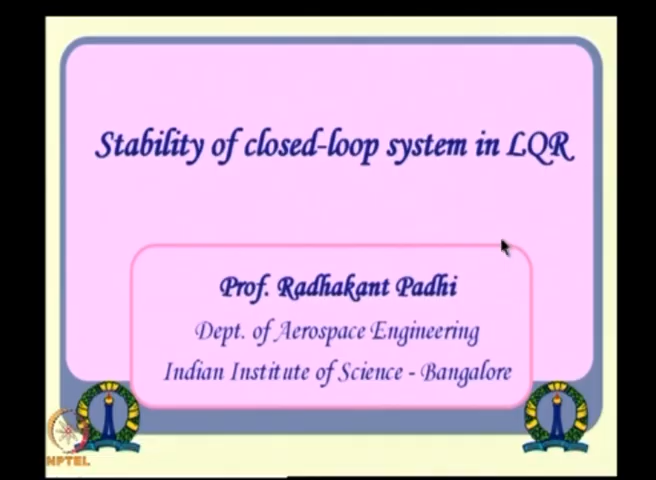 Stability of closed-loop system in LQR
Prof. Radhakant Padhi
Dept. of Aerospace Engineering
Indian Institute of Science - Bangalore
NPTEL